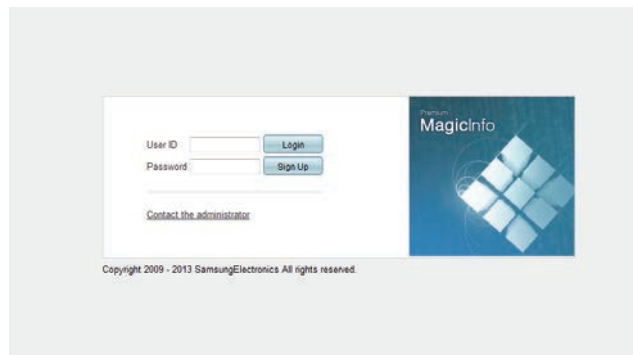 Premium
MagicInfo
User ID
Login
Password
Sign Up
Contact the administrator
Copyright 2009 - 2013 SamsungElectronics All rights reserved.